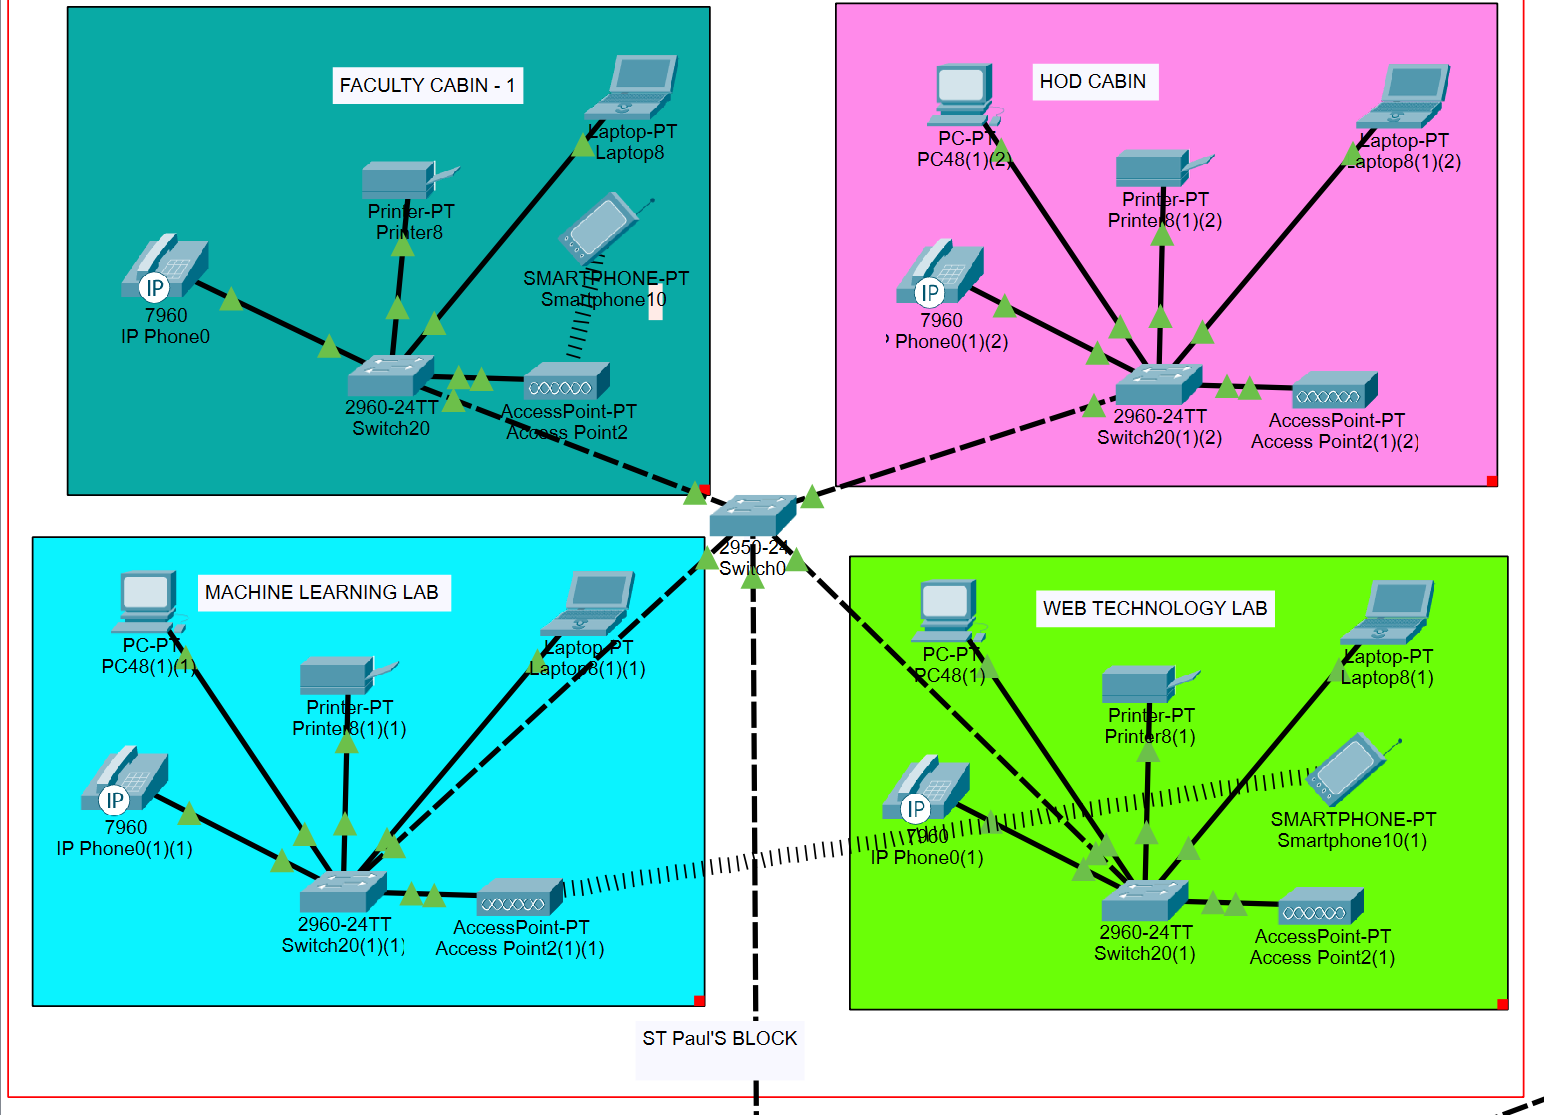 FACULTY CABIN - 1
Laptop-PT
Laptop8
Printer-PT
Printer8
SMARTPHONE-PT
Smartphone10
IP
7960
IP Phone0
2960-24TT
Switch20
AccessPoint-PT
Access Point2
HOD CABIN
PC-PT
PC48(1)(2)
Laptop-PT
Laptop8(1)(2)
Printer-PT
Printer8(1)(2)
IP
7960
Phone0(1)(2)
2960-24TT
Switch20(1)(2)
AccessPoint-PT
Access Point2(1)(2)
2950-24
Switch0
MACHINE LEARNING LAB
PC-PT
PC48(1)(1)
Laptop-PT
Laptop8(1)(1)
Printer-PT
Printer8(1)(1)
IP
7960
IP Phone0(1)(1)
2960-24TT
Switch20(1)(1)
AccessPoint-PT
Access Point2(1)(1)
WEB TECHNOLOGY LAB
PC-PT
PC48(1)
Laptop-PT
Laptop8(1)
Printer-PT
Printer8(1)
IP
7960
IP Phone0(1)
SMARTPHONE-PT
Smartphone10(1)
2960-24TT
Switch20(1)
AccessPoint-PT
Access Point2(1)
ST Paul'S BLOCK